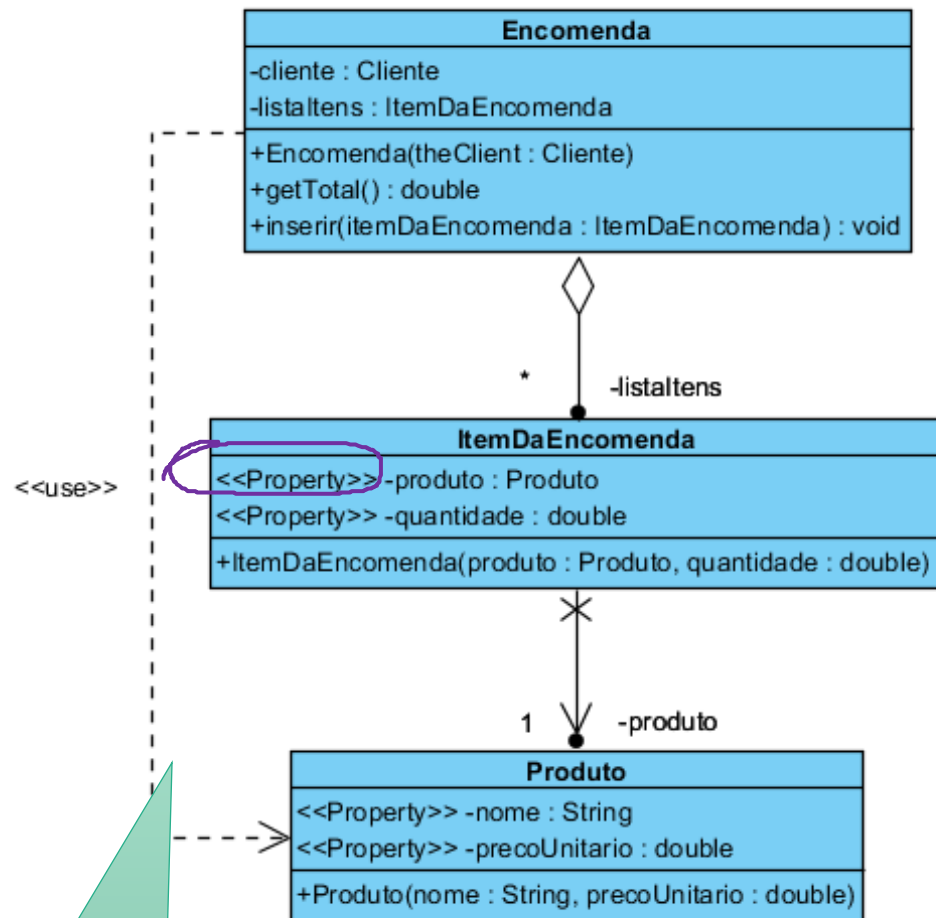 Encomenda
-cliente : Cliente
-listaItens : ItemDaEncomenda
+Encomenda(theClient : Cliente)
+getTotal() : double
+inserir(itemDaEncomenda : ItemDaEncomenda) : void
*
-listaItens
ItemDaEncomenda
<<Property>> -produto : Produto
<<use>>
<<Property>> -quantidade : double
+ItemDaEncomenda(produto : Produto, quantidade : double)
1
-produto
Produto
<<Property>> -nome : String
<<Property>> -precoUnitario : double
+Produto(nome : String, precoUnitario : double)